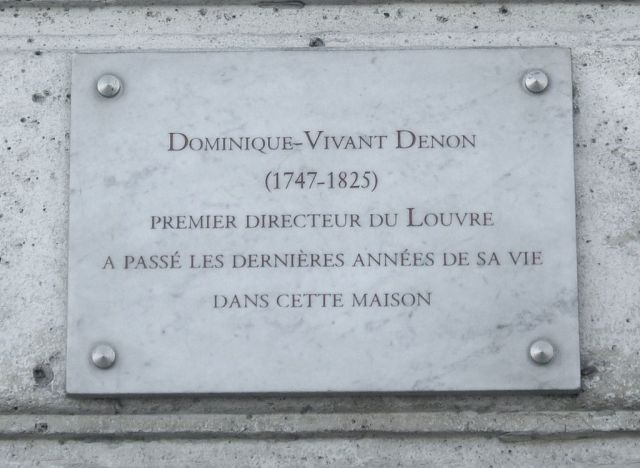 Dominique-Vivant Denon
(1747-1825)
premier directeur du Louvre
a passé les dernières années de sa vie
dans cette maison